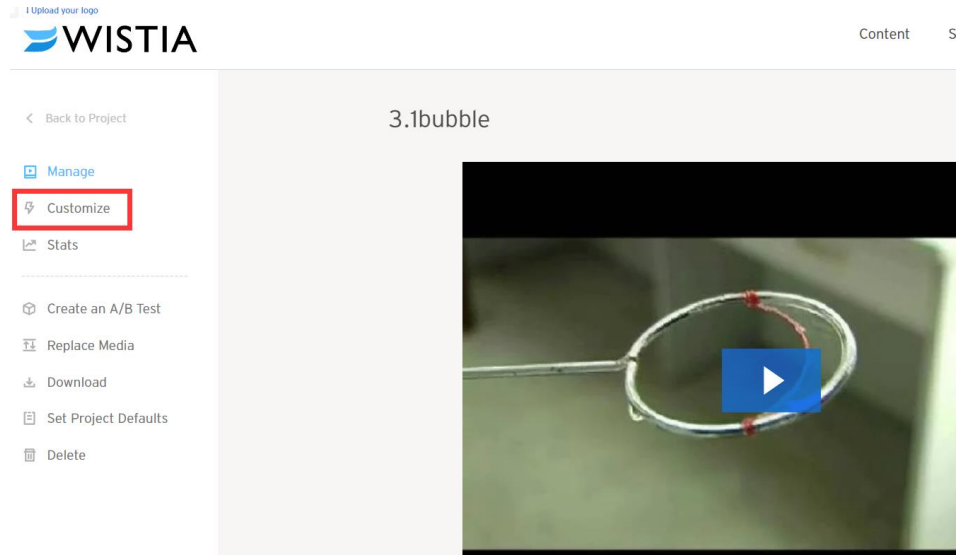 Upload your logo
WISTIA
Content
Back to Project
3.1bubble
Manage
Customize
Stats
Create an A/B Test
Replace Media
Download
Set Project Defaults
Delete